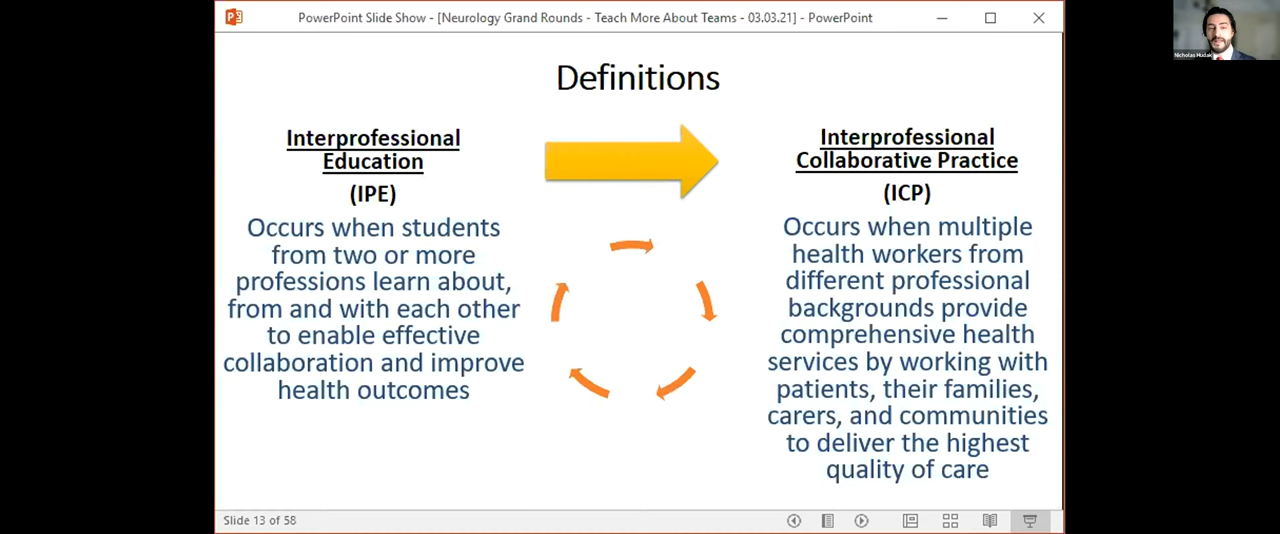 PowerPoint Slide Show - [Neurology Grand Rounds - Teach More About Teams - 03.03.21] - PowerPoint
Nicholas Hudak
Definitions
Interprofessional
Education
(IPE)
Occurs when students
from two or more
professions learn about,
from and with each other
to enable effective
collaboration and improve
health outcomes
Interprofessional
Collaborative Practice
(ICP)
Occurs when multiple
health workers from
different professional
backgrounds provide
comprehensive health
services by working with
patients, their families,
carers, and communities
to deliver the highest
quality of care
Slide 13 of 58